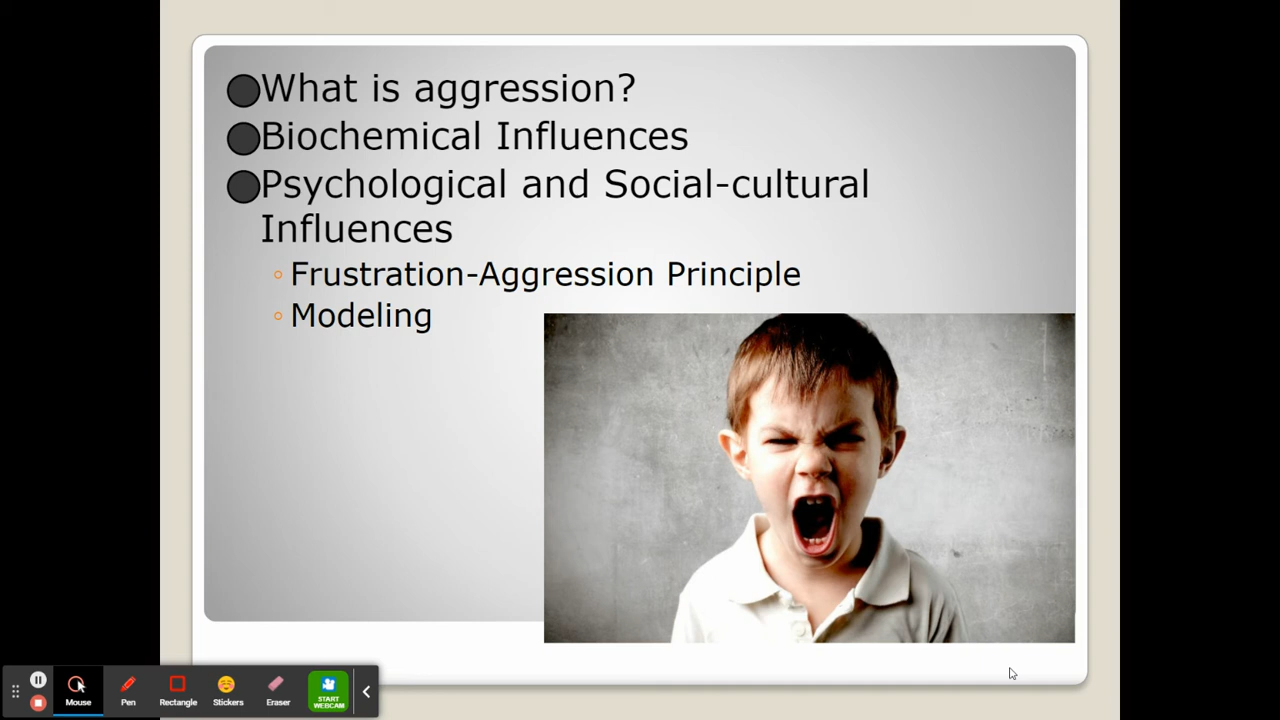 What is aggression?
Biochemical Influences
Psychological and Social-cultural
Influences
Frustration-Aggression Principle
Modeling
Mouse
Pen
Rectangle
Stickers
Eraser
START
WEBCAM